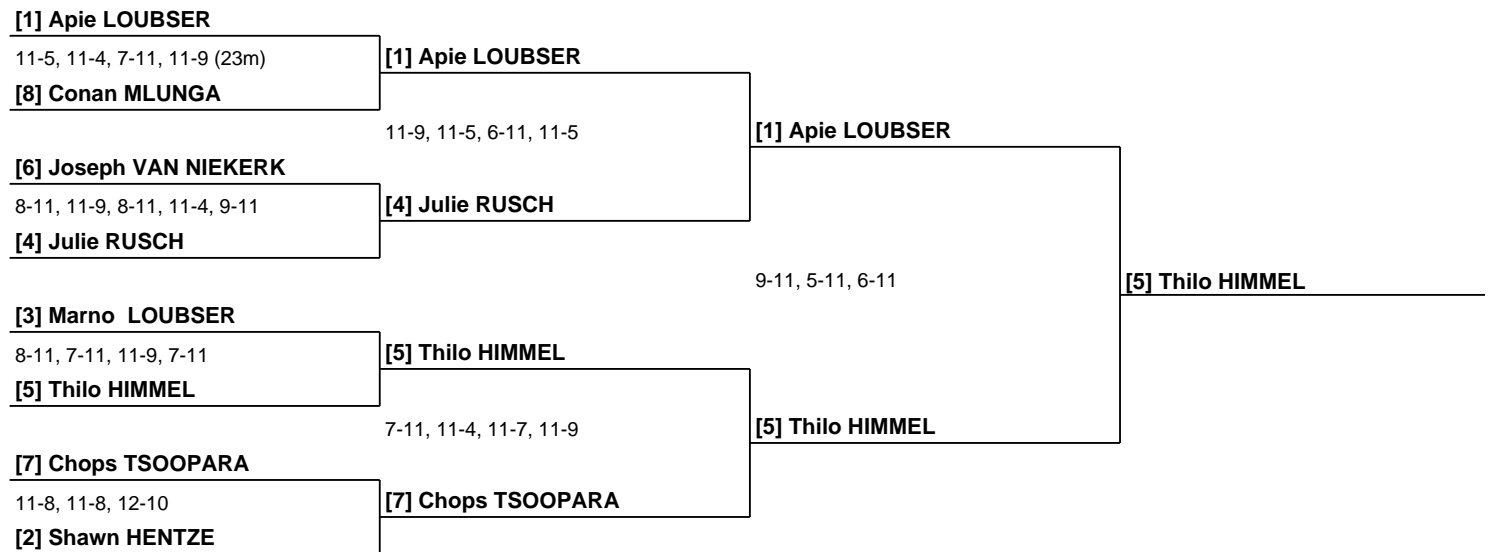 [1] Apie LOUBSER
11-5, 11-4, 7-11, 11-9 (23m)
[8] Conan MLUNGA
[6] Joseph VAN NIEKERK
8-11, 11-9, 8-11, 11-4, 9-11
[4] Julie RUSCH
[3] Marno  LOUBSER
8-11, 7-11, 11-9, 7-11
[5] Thilo HIMMEL
[7] Chops TSOOPARA
11-8, 11-8, 12-10
[2] Shawn HENTZE
[1] Apie LOUBSER
11-9, 11-5, 6-11, 11-5
[4] Julie RUSCH
[5] Thilo HIMMEL
7-11, 11-4, 11-7, 11-9
[7] Chops TSOOPARA
[1] Apie LOUBSER
9-11, 5-11, 6-11
[5] Thilo HIMMEL
[5] Thilo HIMMEL